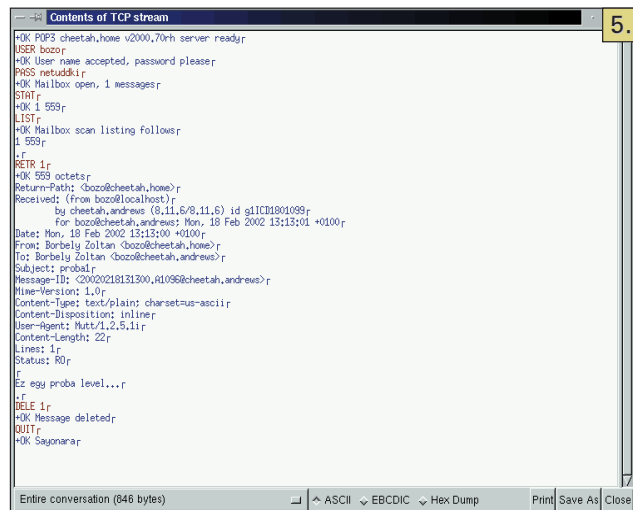 Contents of TCP stream
5.
+OK POP3 cheetah.home v2000.70rh server ready
USER bozo
+OK User name accepted, password please
PASS netuddki
+OK Mailbox open, 1 messages
STAT
+OK 1 559
LIST
+OK Mailbox scan listing follows
1 559
.
RETR 1
+OK 559 octets
Return-Path: <bozo@cheetah.home>
Received: (from bozo@localhost)
by cheetah.andrews (8.11.6/8.11.6) id g1ICD1801099
for bozo@cheetah.andrews; Mon, 18 Feb 2002 13:13:01 +0100
Date: Mon, 18 Feb 2002 13:13:00 +0100
From: Borbely Zoltan <bozo@cheetah.home>
To: Borbely Zoltan <bozo@cheetah.andrews>
Subject: proba1
Message-ID: <20020218131300.A1096@cheetah.andrews>
Mime-Version: 1.0
Content-Type: text/plain; charset=us-ascii
Content-Disposition: inline
User-Agent: Mutt/1.2.5.1i
Content-Length: 22
Lines: 1
Status: RO
Ez egy proba level...
.
DELE 1
+OK Message deleted
QUIT
+OK Sayonara
Entire conversation (846 bytes) ASCII EBCDIC Hex Dump Print Save As Close